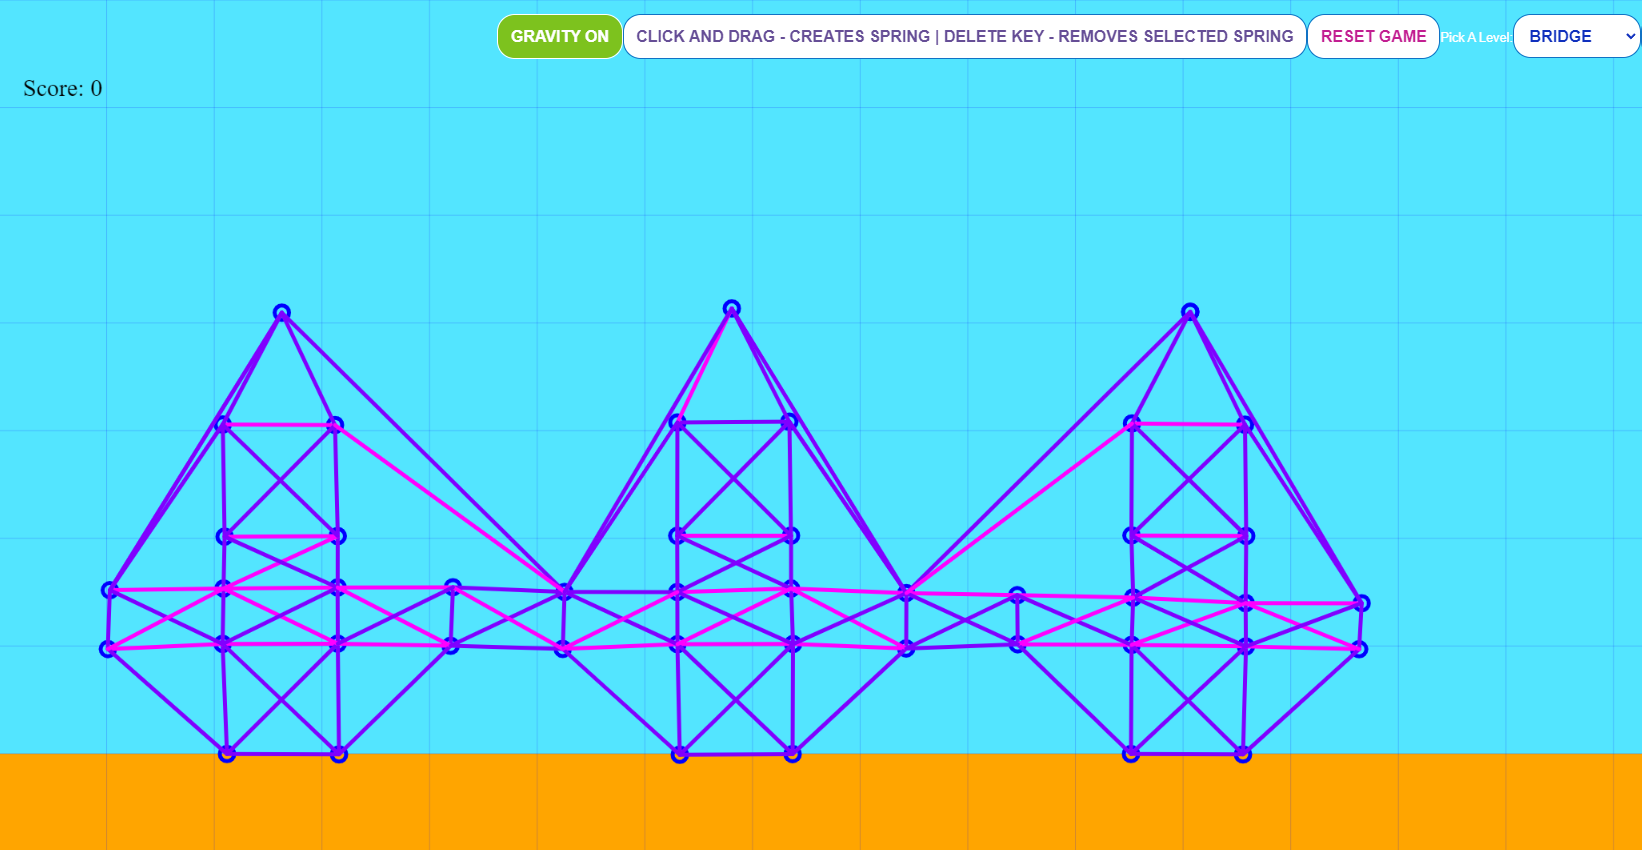 GRAVITY ON CLICK AND DRAG - CREATES SPRING | DELETE KEY - REMOVES SELECTED SPRING RESET GAME Pick A Level: BRIDGE
Score: 0